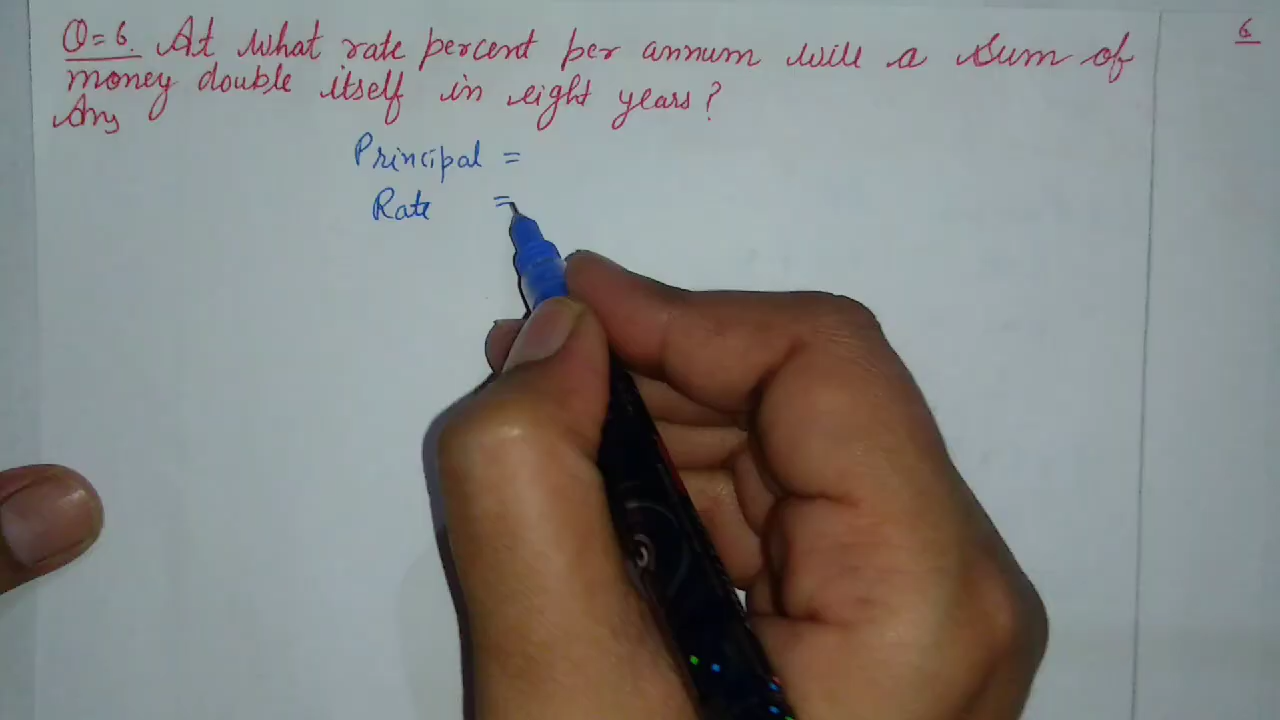 Q=6. At what rate percent per annum will a sum of
money double itself in eight years?
Ans
Principal =
Rate =
6